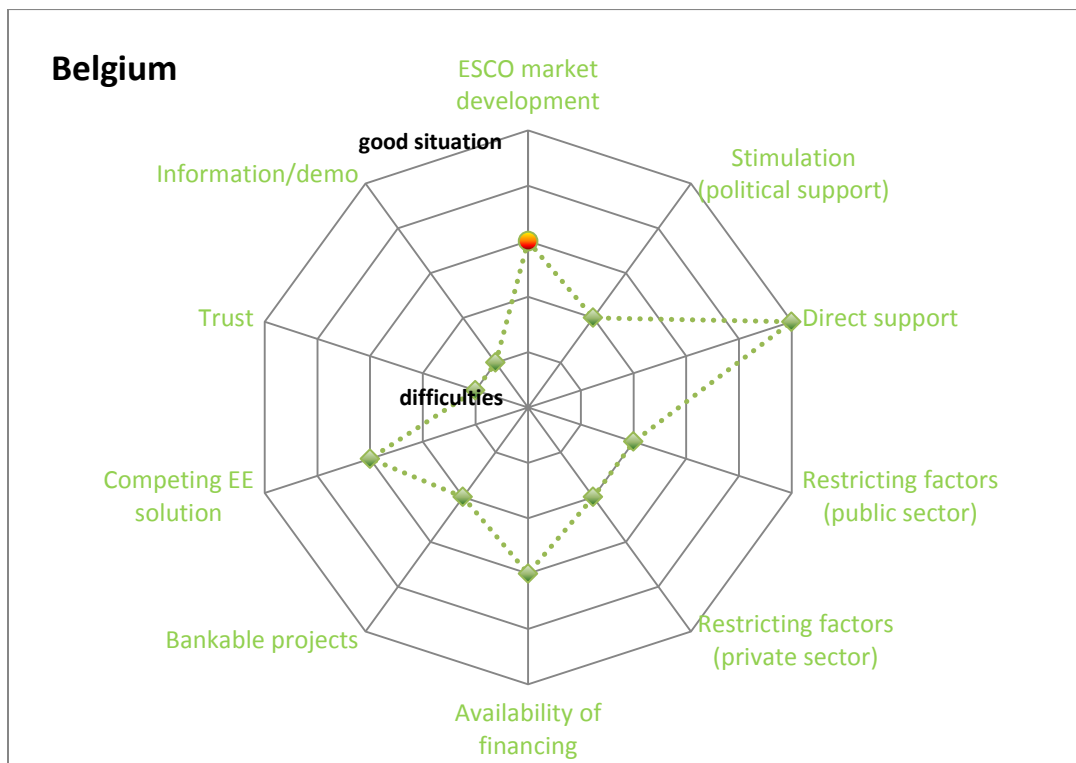 Belgium
ESCO market
development
good situation
Stimulation
(political support)
Information/demo
Trust
Direct support
difficulties
Competing EE
solution
Restricting factors
(public sector)
Bankable projects
Restricting factors
(private sector)
Availability of
financing